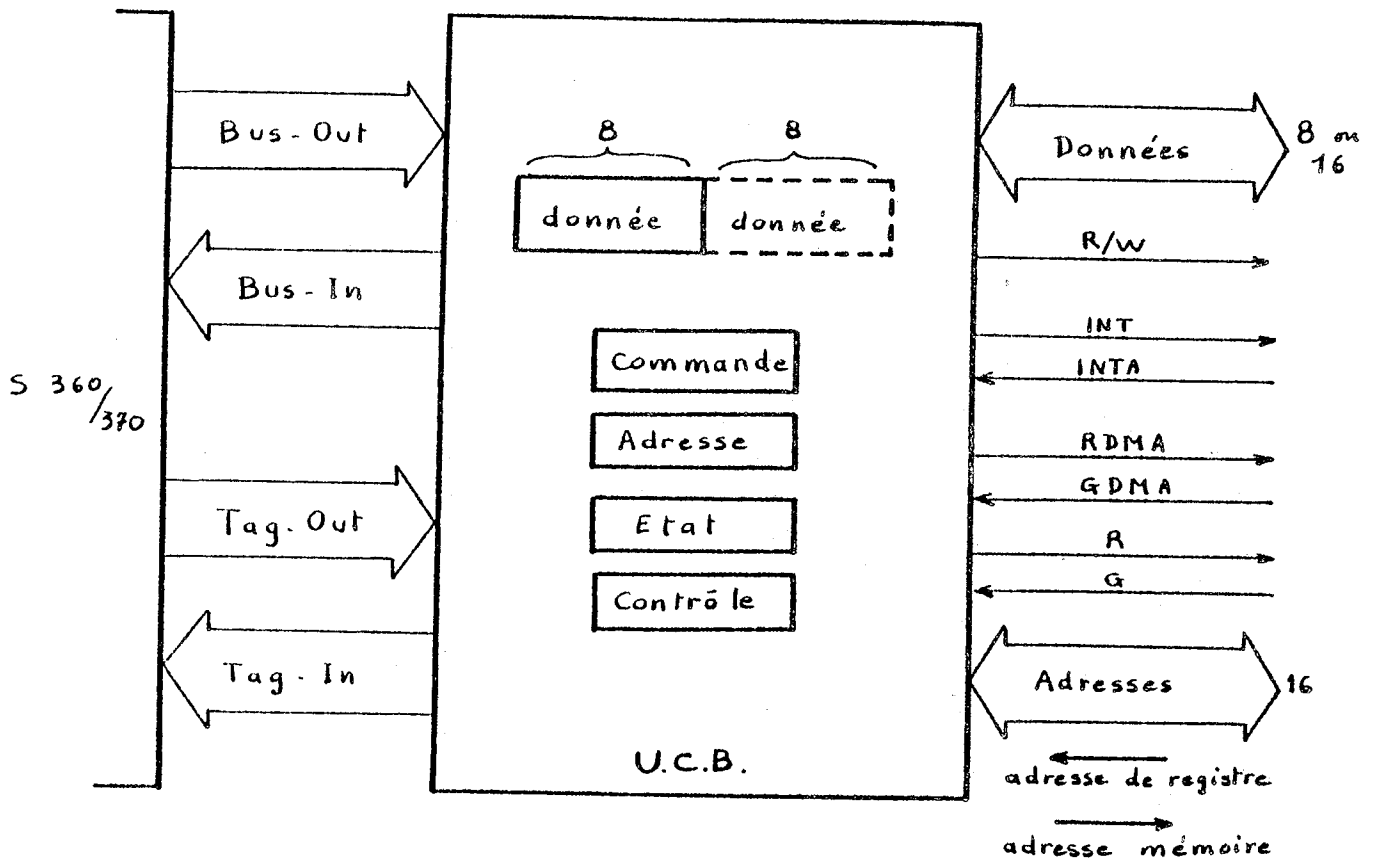 S 360/370
Bus-Out
Bus-In
Tag.Out
Tag-In
8
8
donnée
donnée
Commande
Adresse
Etat
Contrôle
U.C.B.
Données
8 ou
16
R/W
INT
INTA
RDMA
GDMA
R
G
Adresses
16
adresse de registre
adresse mémoire